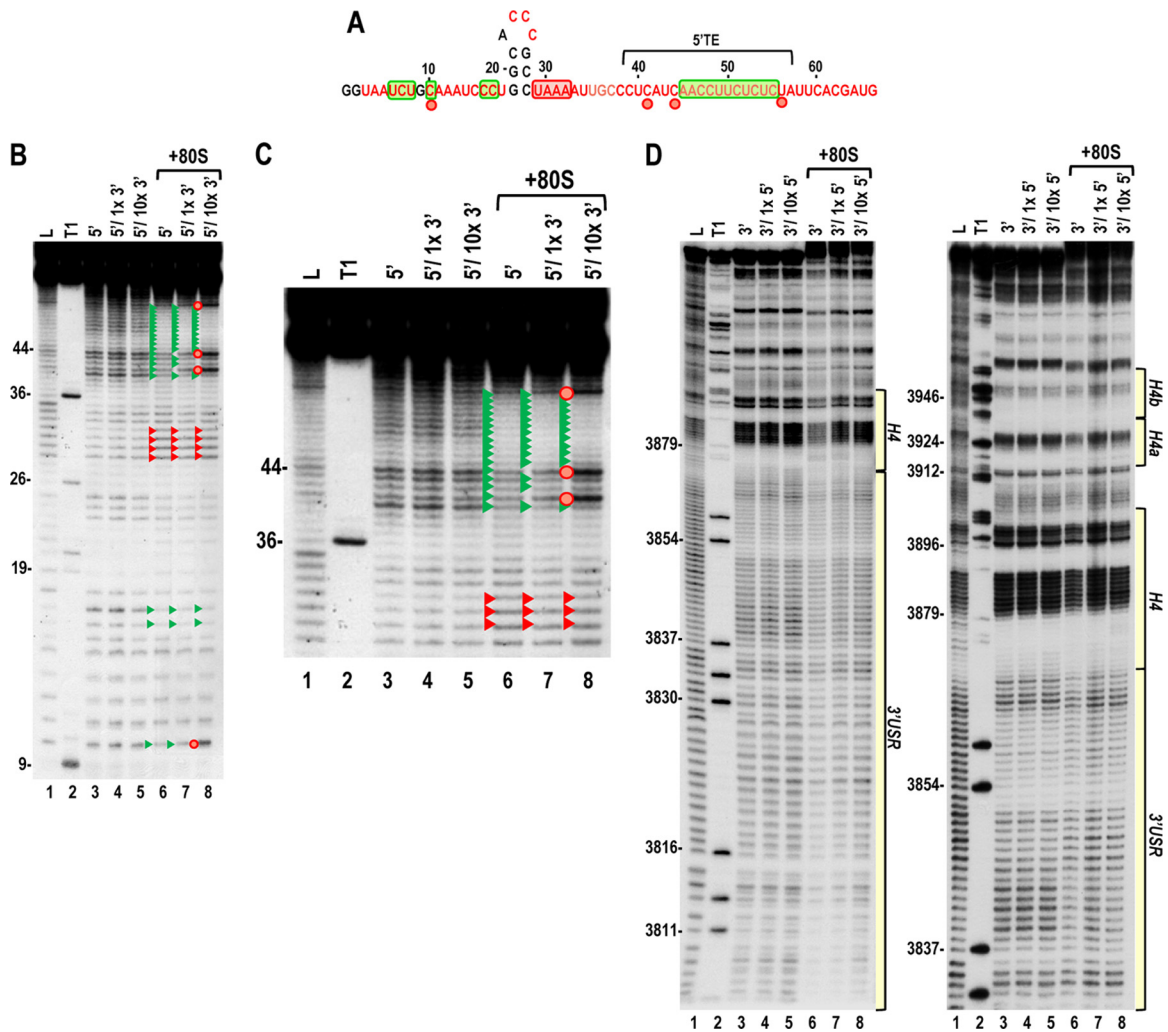 A
C
C
A C
5'TE
C G
10 20- G C 30 40 50 60
GGUAAUCUGCAAAUCCCUGCUAAAAUUGCCCUCAUCAACCUUCUCUCUAUUCACGAUG
B
+80S
L T1 5' 5'/ 1x 3' 5'/ 10x 3' 5' 5'/ 1x 3' 5'/ 10x 3'
44-
36-
26-
19-
9-
1 2 3 4 5 6 7 8
C
+80S
L T1 5' 5'/ 1x 3' 5'/ 10x 3' 5' 5'/ 1x 3' 5'/ 10x 3'
44-
36-
1 2 3 4 5 6 7 8
D
+80S
L T1 3' 3'/ 1x 5' 3'/ 10x 5' 3' 3'/ 1x 5' 3'/ 10x 5'
3879-
3854-
3837-
3830-
3816-
3811-
H4
3'USR
1 2 3 4 5 6 7 8
+80S
L T1 3' 3'/ 1x 5' 3'/ 10x 5' 3' 3'/ 1x 5' 3'/ 10x 5'
3946-
3924-
3912-
3896-
3879-
3854-
3837-
H4b
H4a
H4
3'USR
1 2 3 4 5 6 7 8